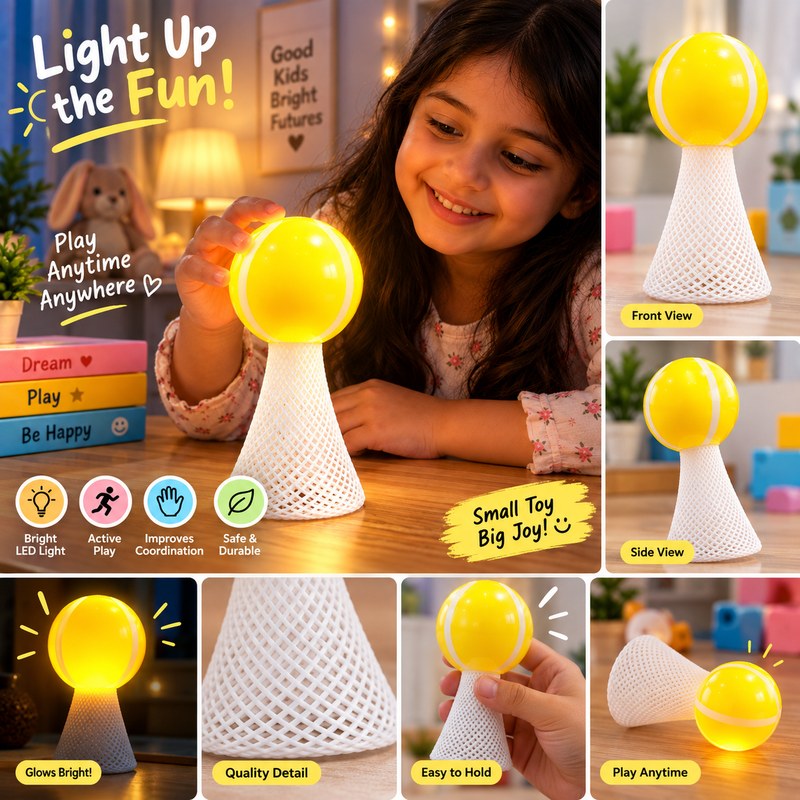 Light Up
the Fun!
Good
Kids
Bright
Futures
Play
Anytime
Anywhere
Dream
Play
Be Happy
Bright
LED Light
Active
Play
Improves
Coordination
Safe &
Durable
Small Toy
Big Joy!
Front View
Side View
Glows Bright!
Quality Detail
Easy to Hold
Play Anytime